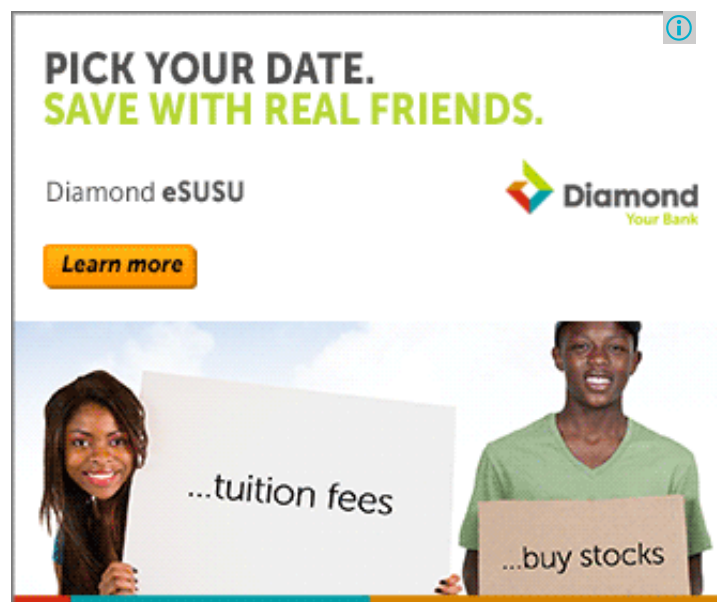 PICK YOUR DATE.
SAVE WITH REAL FRIENDS.
Diamond eSUSU
Diamond
Your Bank
Learn more
...tuition fees
...buy stocks